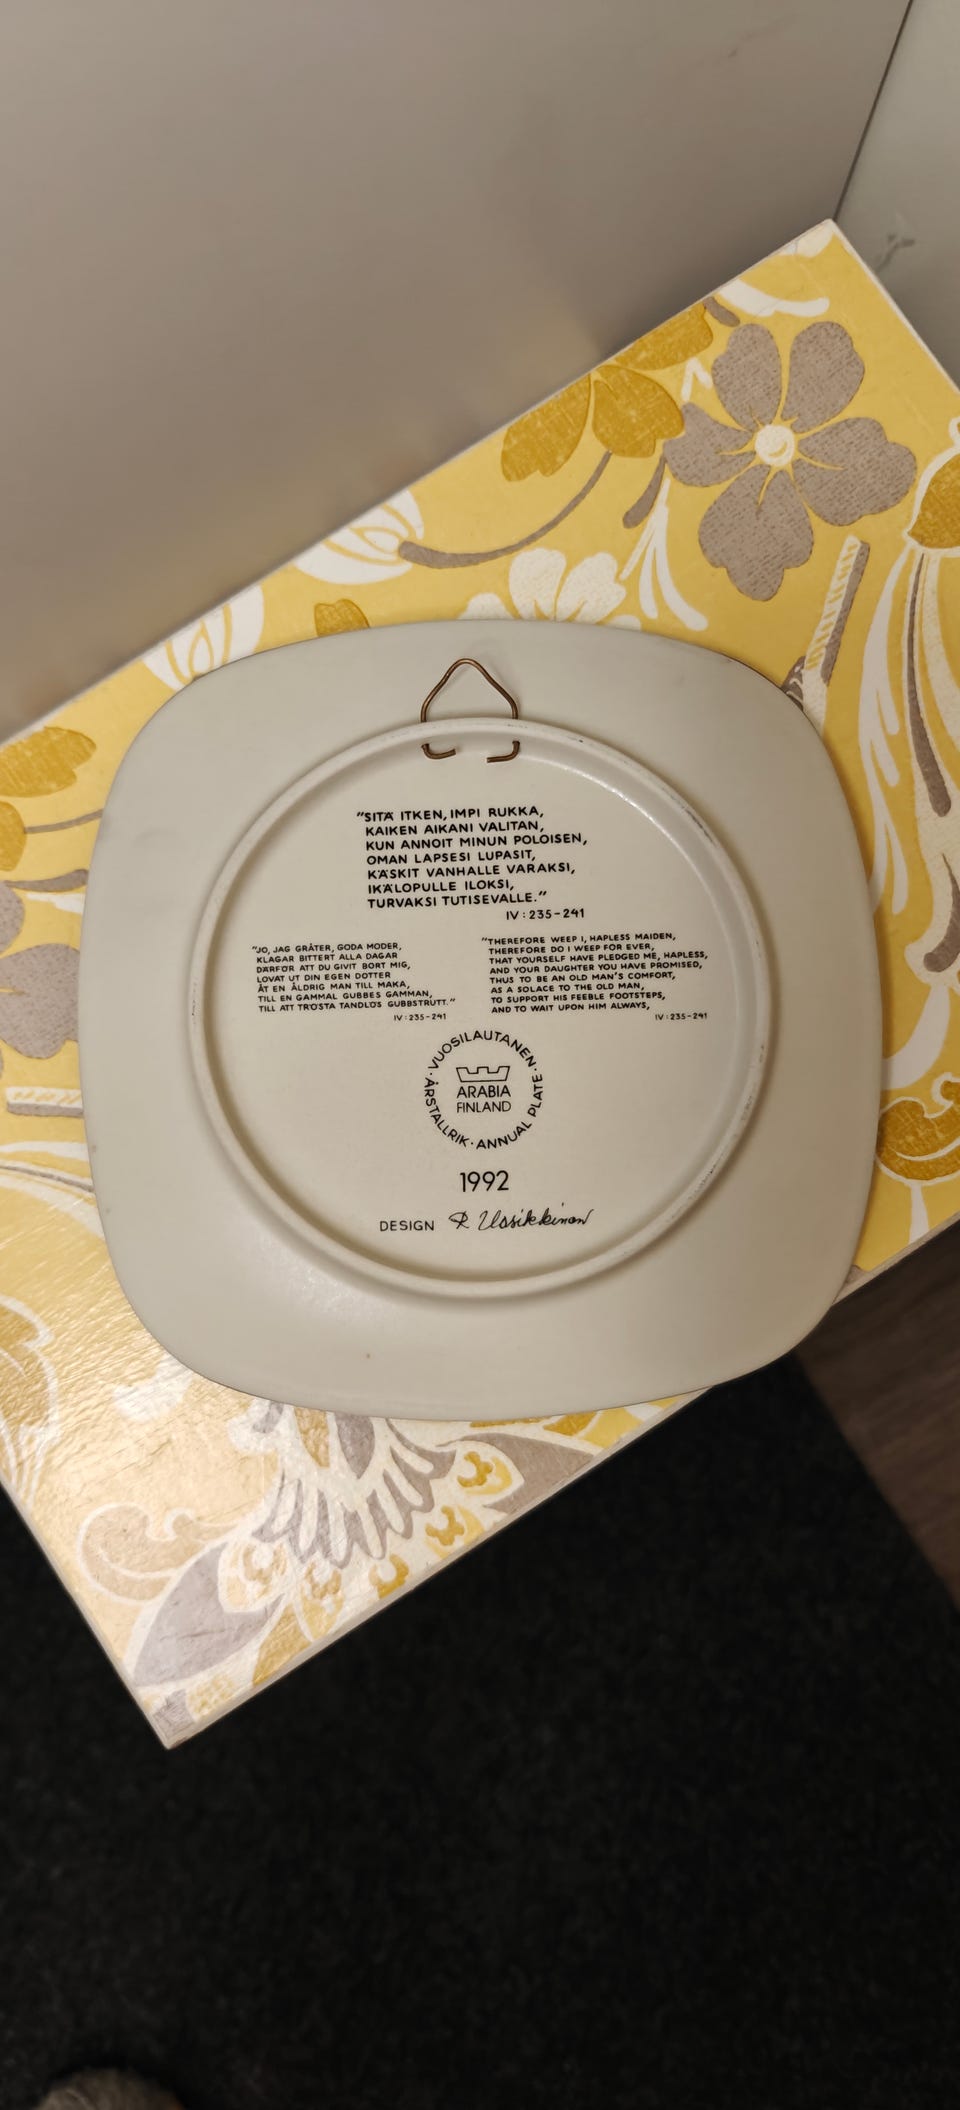 "SITÄ ITKEN, IMPI RUKKA,
KAIKEN AIKANI VALITAN,
KUN ANNOIT MINUN POLOISEN,
OMAN LAPSESI LUPASIT,
KÄSKIT VANHALLE VARAKSI,
IKÄLOPULLE ILOKSI,
TURVAKSI TUTISEVALLE."
IV : 235-241
"JO, JAG GRÅTER, GODA MODER,
KLAGAR BITTERT ALLA DAGAR
DÄRFÖR ATT DU GIVIT BORT MIG,
LOVAT UT DIN EGEN DOTTER
ÅT EN ÅLDRIG MAN TILL MAKA,
TILL EN GAMMAL GUBBES GAMMAN,
TILL ATT TRÖSTA TANDLÖS GUBBSTRUTT."
IV : 235-241
"THEREFORE WEEP I, HAPLESS MAIDEN,
THEREFORE DO I WEEP FOR EVER,
THAT YOURSELF HAVE PLEDGED ME, HAPLESS,
AND YOUR DAUGHTER YOU HAVE PROMISED,
THUS TO BE AN OLD MAN'S COMFORT,
AS A SOLACE TO THE OLD MAN,
TO SUPPORT HIS FEEBLE FOOTSTEPS,
AND TO WAIT UPON HIM ALWAYS,
IV : 235-241
· VUOSILAUTANEN · ANNUAL PLATE · ÅRSTALLRIK
ARABIA
FINLAND
1992
DESIGN R Uosikkinen